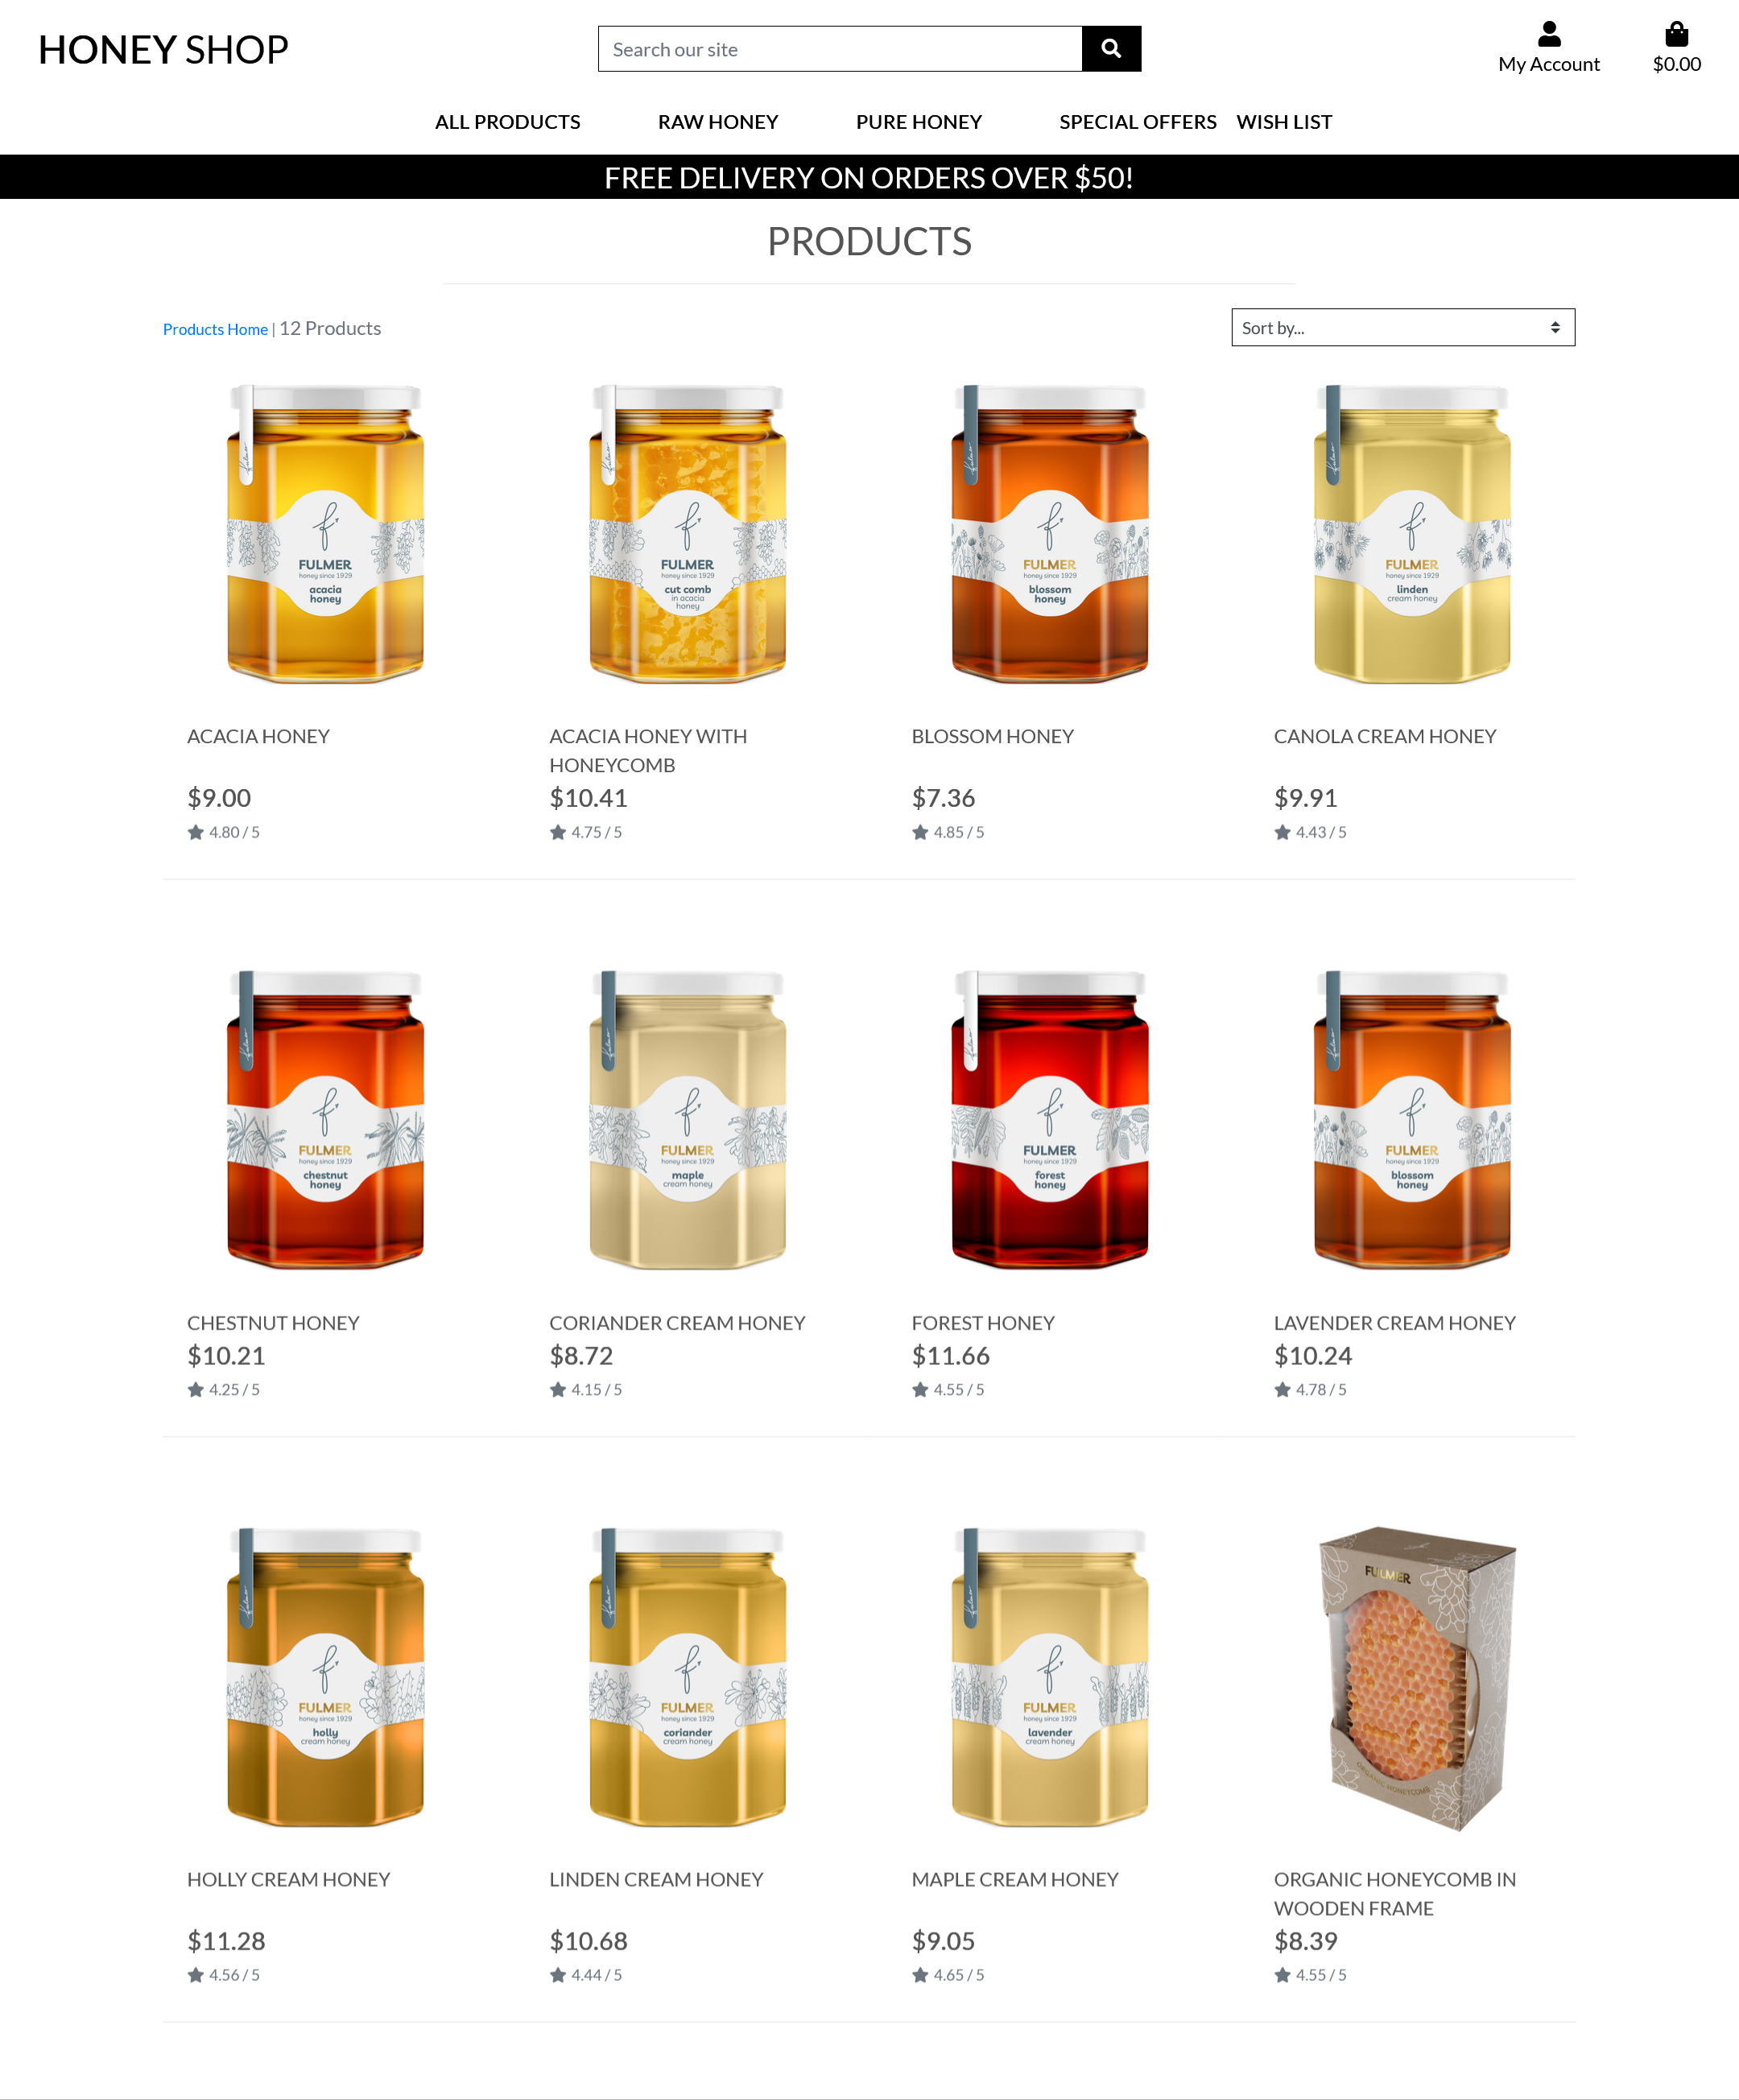 HONEY SHOP
Search our site
My Account
$0.00
ALL PRODUCTS
RAW HONEY
PURE HONEY
SPECIAL OFFERS
WISH LIST
FREE DELIVERY ON ORDERS OVER $50!
PRODUCTS
Products Home | 12 Products
Sort by...
FULMER
honey since 1929
acacia
honey
FULMER
honey since 1929
cut comb
in acacia
honey
FULMER
honey since 1929
blossom
honey
FULMER
honey since 1929
linden
cream honey
ACACIA HONEY
$9.00
4.80 / 5
ACACIA HONEY WITH
HONEYCOMB
$10.41
4.75 / 5
BLOSSOM HONEY
$7.36
4.85 / 5
CANOLA CREAM HONEY
$9.91
4.43 / 5
FULMER
honey since 1929
chestnut
honey
FULMER
honey since 1929
maple
cream honey
FULMER
honey since 1929
forest
honey
FULMER
honey since 1929
blossom
honey
CHESTNUT HONEY
$10.21
4.25 / 5
CORIANDER CREAM HONEY
$8.72
4.15 / 5
FOREST HONEY
$11.66
4.55 / 5
LAVENDER CREAM HONEY
$10.24
4.78 / 5
FULMER
honey since 1929
holly
cream honey
FULMER
honey since 1929
coriander
cream honey
FULMER
honey since 1929
lavender
cream honey
FULMER
ORGANIC HONEYCOMB
HOLLY CREAM HONEY
$11.28
4.56 / 5
LINDEN CREAM HONEY
$10.68
4.44 / 5
MAPLE CREAM HONEY
$9.05
4.65 / 5
ORGANIC HONEYCOMB IN
WOODEN FRAME
$8.39
4.55 / 5